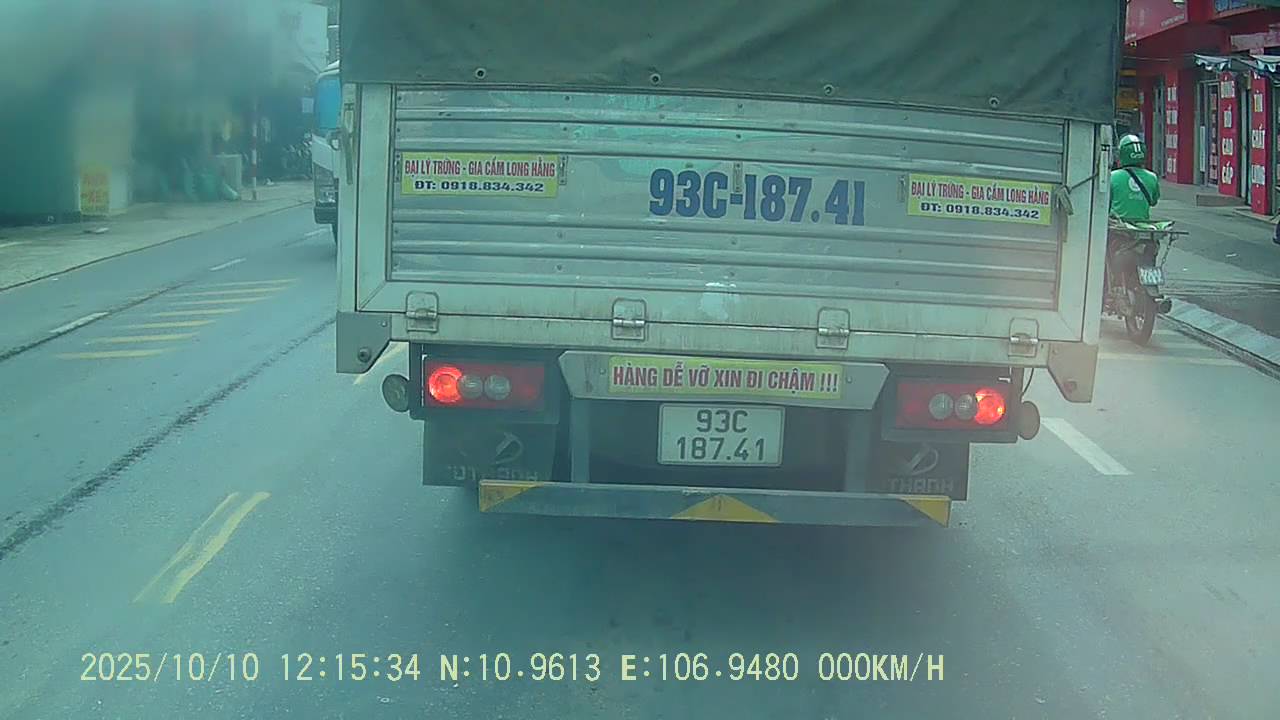 ĐẠI LÝ TRỨNG - GIA CẦM LONG HẰNG
ĐT: 0918.834.342
93C-187.41
ĐẠI LÝ TRỨNG - GIA CẦM LONG HẰNG
ĐT: 0918.834.342
HÀNG DỄ VỠ XIN ĐI CHẬM !!!
93C
187.41
2025/10/10 12:15:34 N:10.9613 E:106.9480 000KM/H